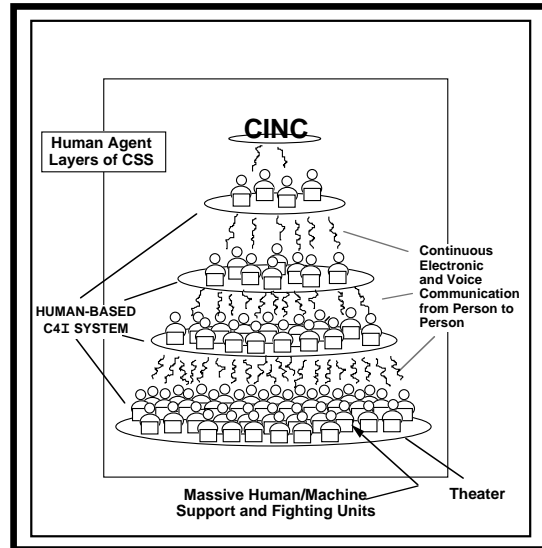 CINC
Human Agent
Layers of CSS
Continuous
Electronic
and Voice
Communication
from Person to
Person
HUMAN-BASED
C4I SYSTEM
Massive Human/Machine
Support and Fighting Units
Theater